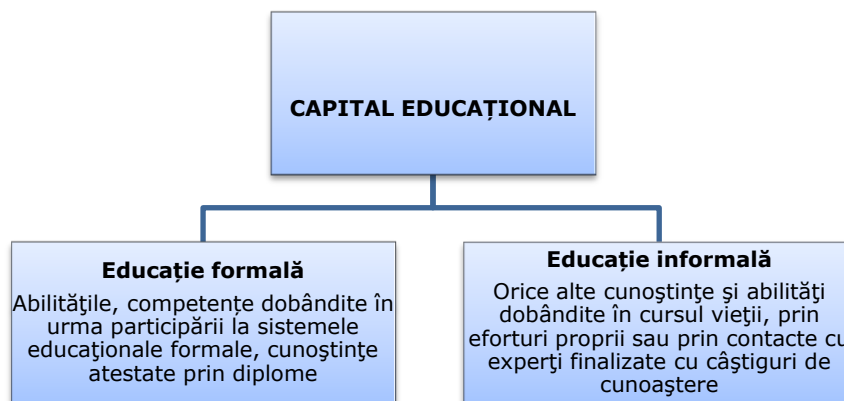 CAPITAL EDUCAȚIONAL
Educație formală
Abilităţile, competențe dobândite în
urma participării la sistemele
educaţionale formale, cunoştinţe
atestate prin diplome
Educație informală
Orice alte cunoştinţe şi abilităţi
dobândite în cursul vieţii, prin
eforturi proprii sau prin contacte cu
experţi finalizate cu câştiguri de
cunoaştere